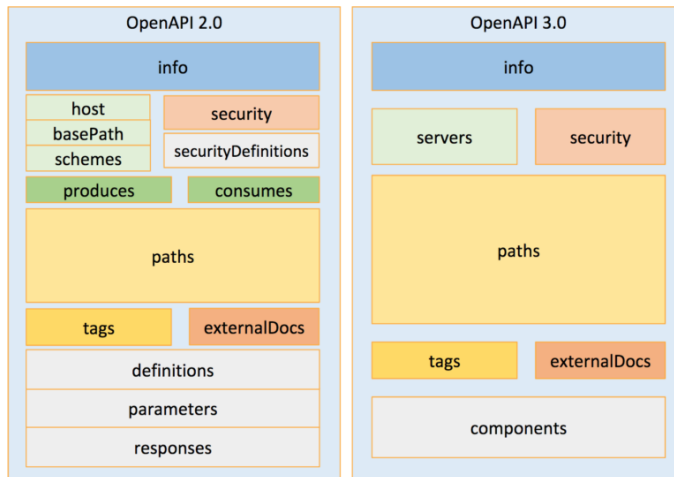 OpenAPI 2.0
info
host
basePath
schemes
security
securityDefinitions
produces
consumes
paths
tags
externalDocs
definitions
parameters
responses
OpenAPI 3.0
info
servers
security
paths
tags
externalDocs
components